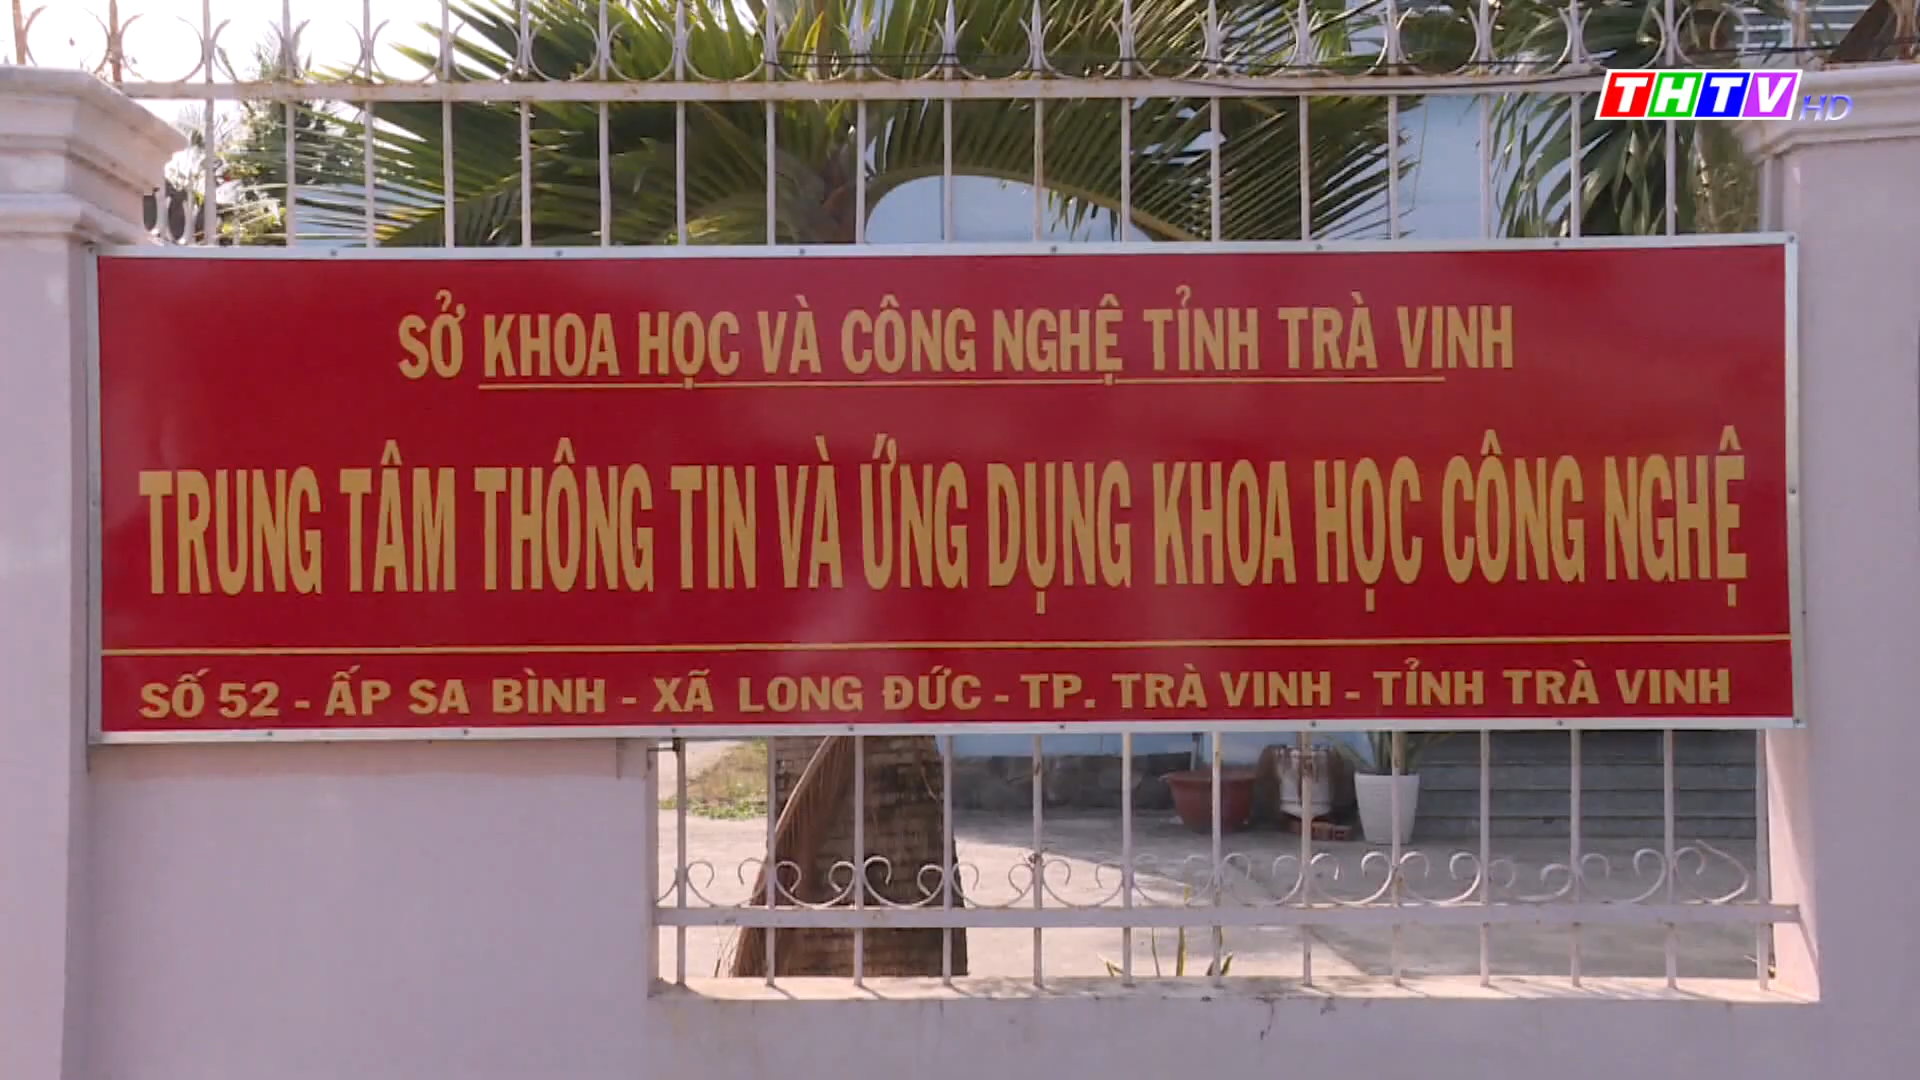 THTV HD
SỞ KHOA HỌC VÀ CÔNG NGHỆ TỈNH TRÀ VINH
TRUNG TÂM THÔNG TIN VÀ ỨNG DỤNG KHOA HỌC CÔNG NGHỆ
SỐ 52 - ẤP SA BÌNH - XÃ LONG ĐỨC - TP. TRÀ VINH - TỈNH TRÀ VINH